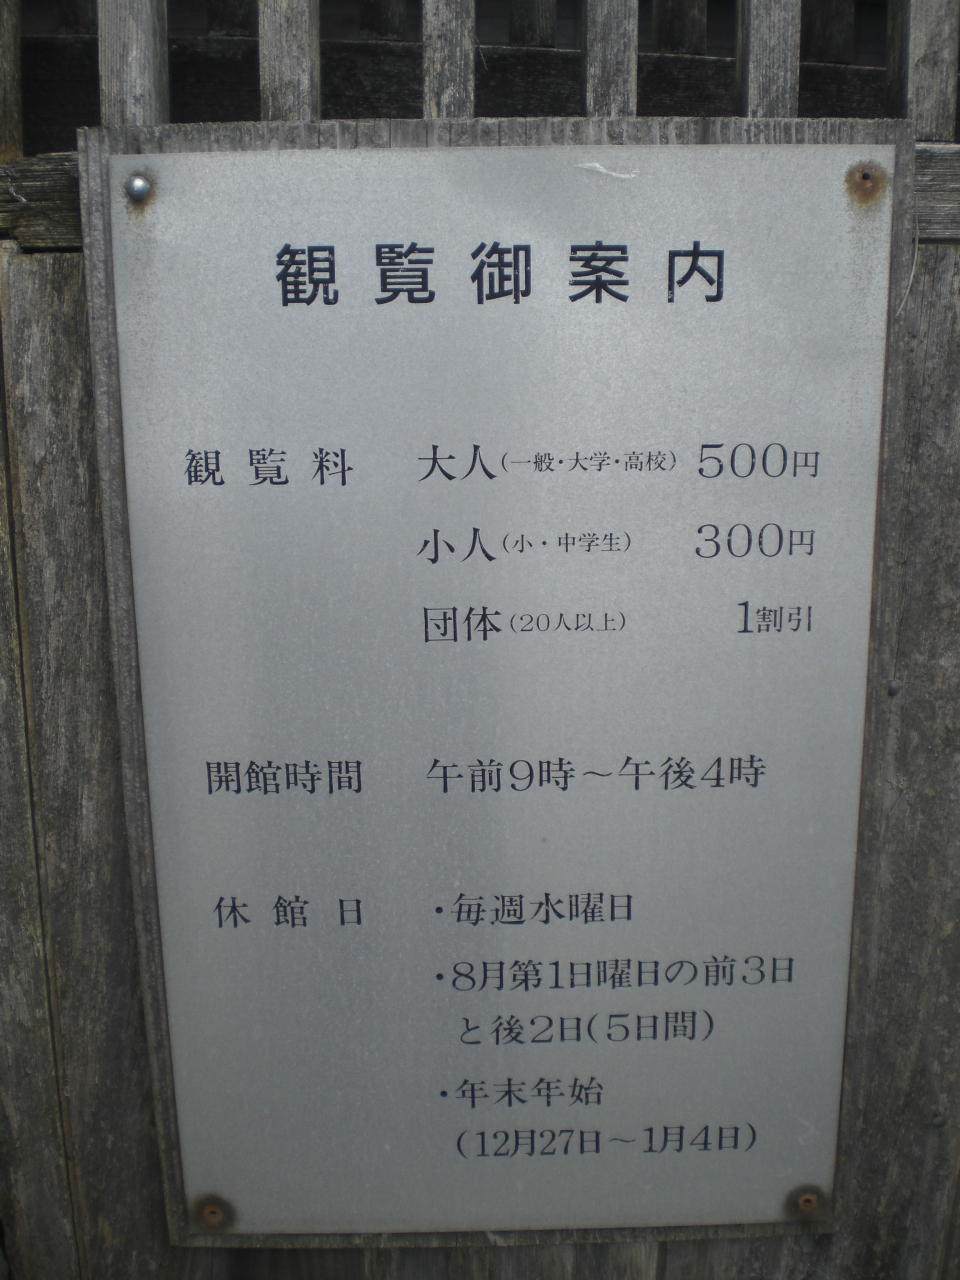 観覧御案内
観覧料 大人(一般・大学・高校) 500円
小人(小・中学生) 300円
団体(20人以上) 1割引
開館時間 午前9時〜午後4時
休館日 ・毎週水曜日
・8月第1日曜日の前3日
と後2日(5日間)
・年末年始
(12月27日〜1月4日)